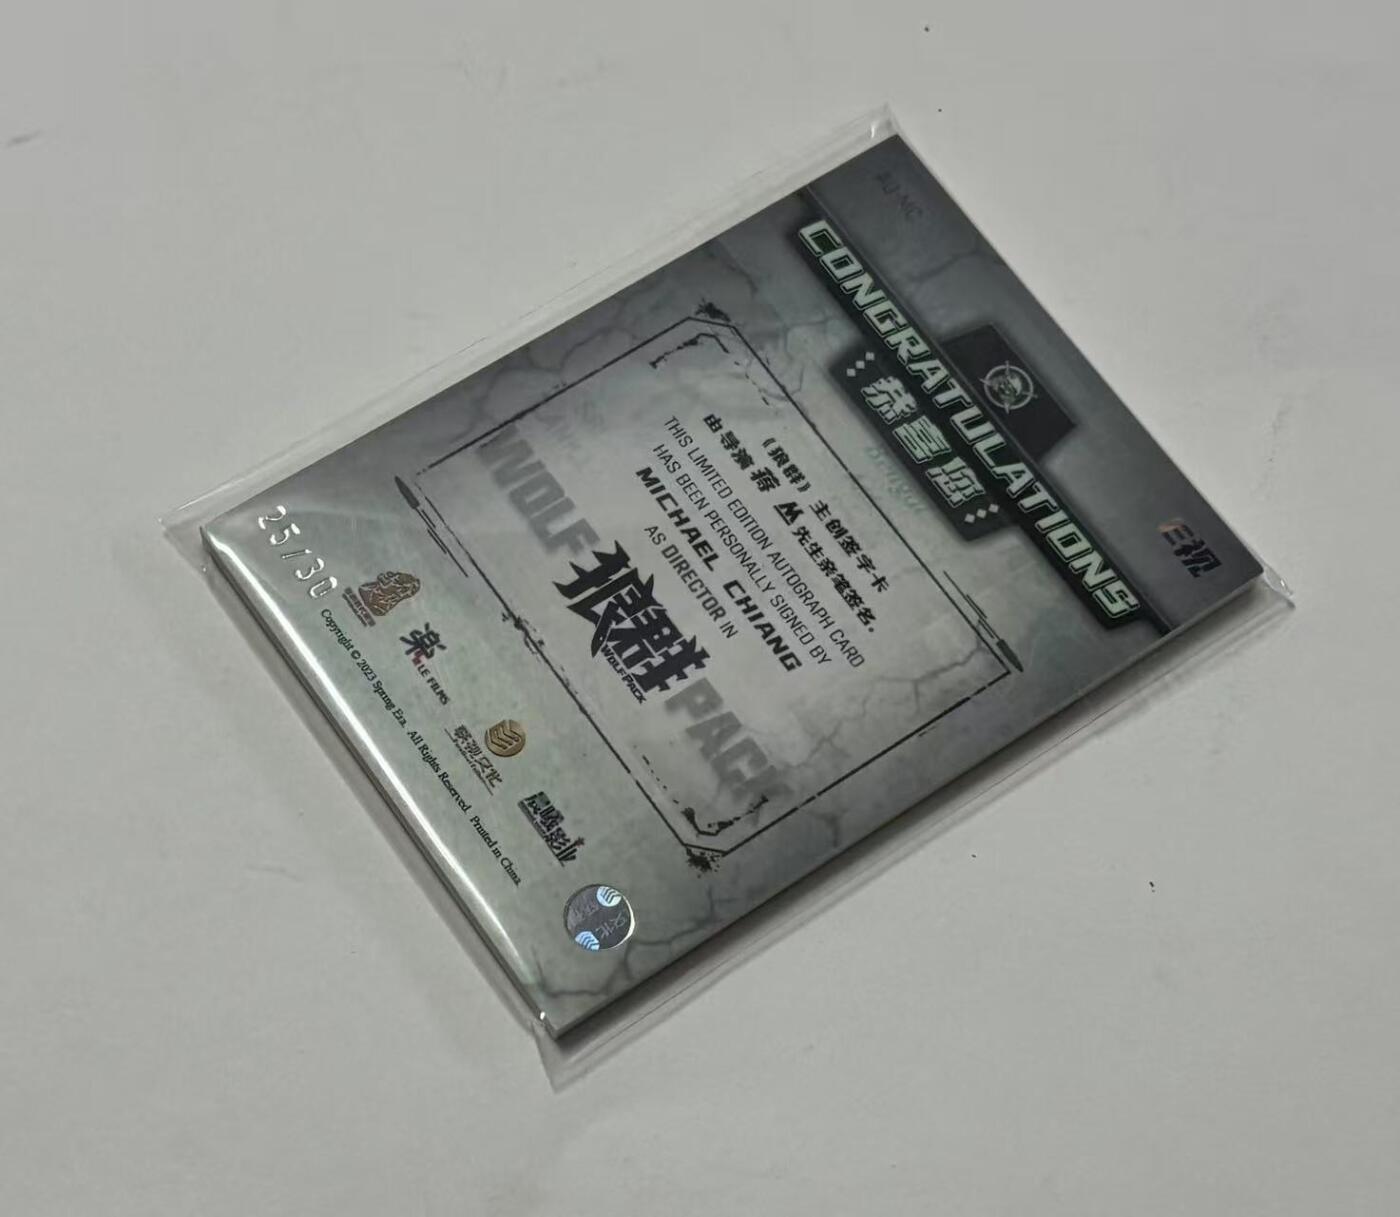 AU-MC
CONGRATULATIONS
恭喜您
《狼群》主创签字卡
由导演 蒋丛 先生亲笔签名.
THIS LIMITED EDITION AUTOGRAPH CARD
HAS BEEN PERSONALLY SIGNED BY
MICHAEL CHIANG
AS DIRECTOR IN
WOLF PACK
狼群
WOLF PACK
25/30
LE FILMS
Copyright © 2023 Spring Era. All Rights Reserved. Printed in China.